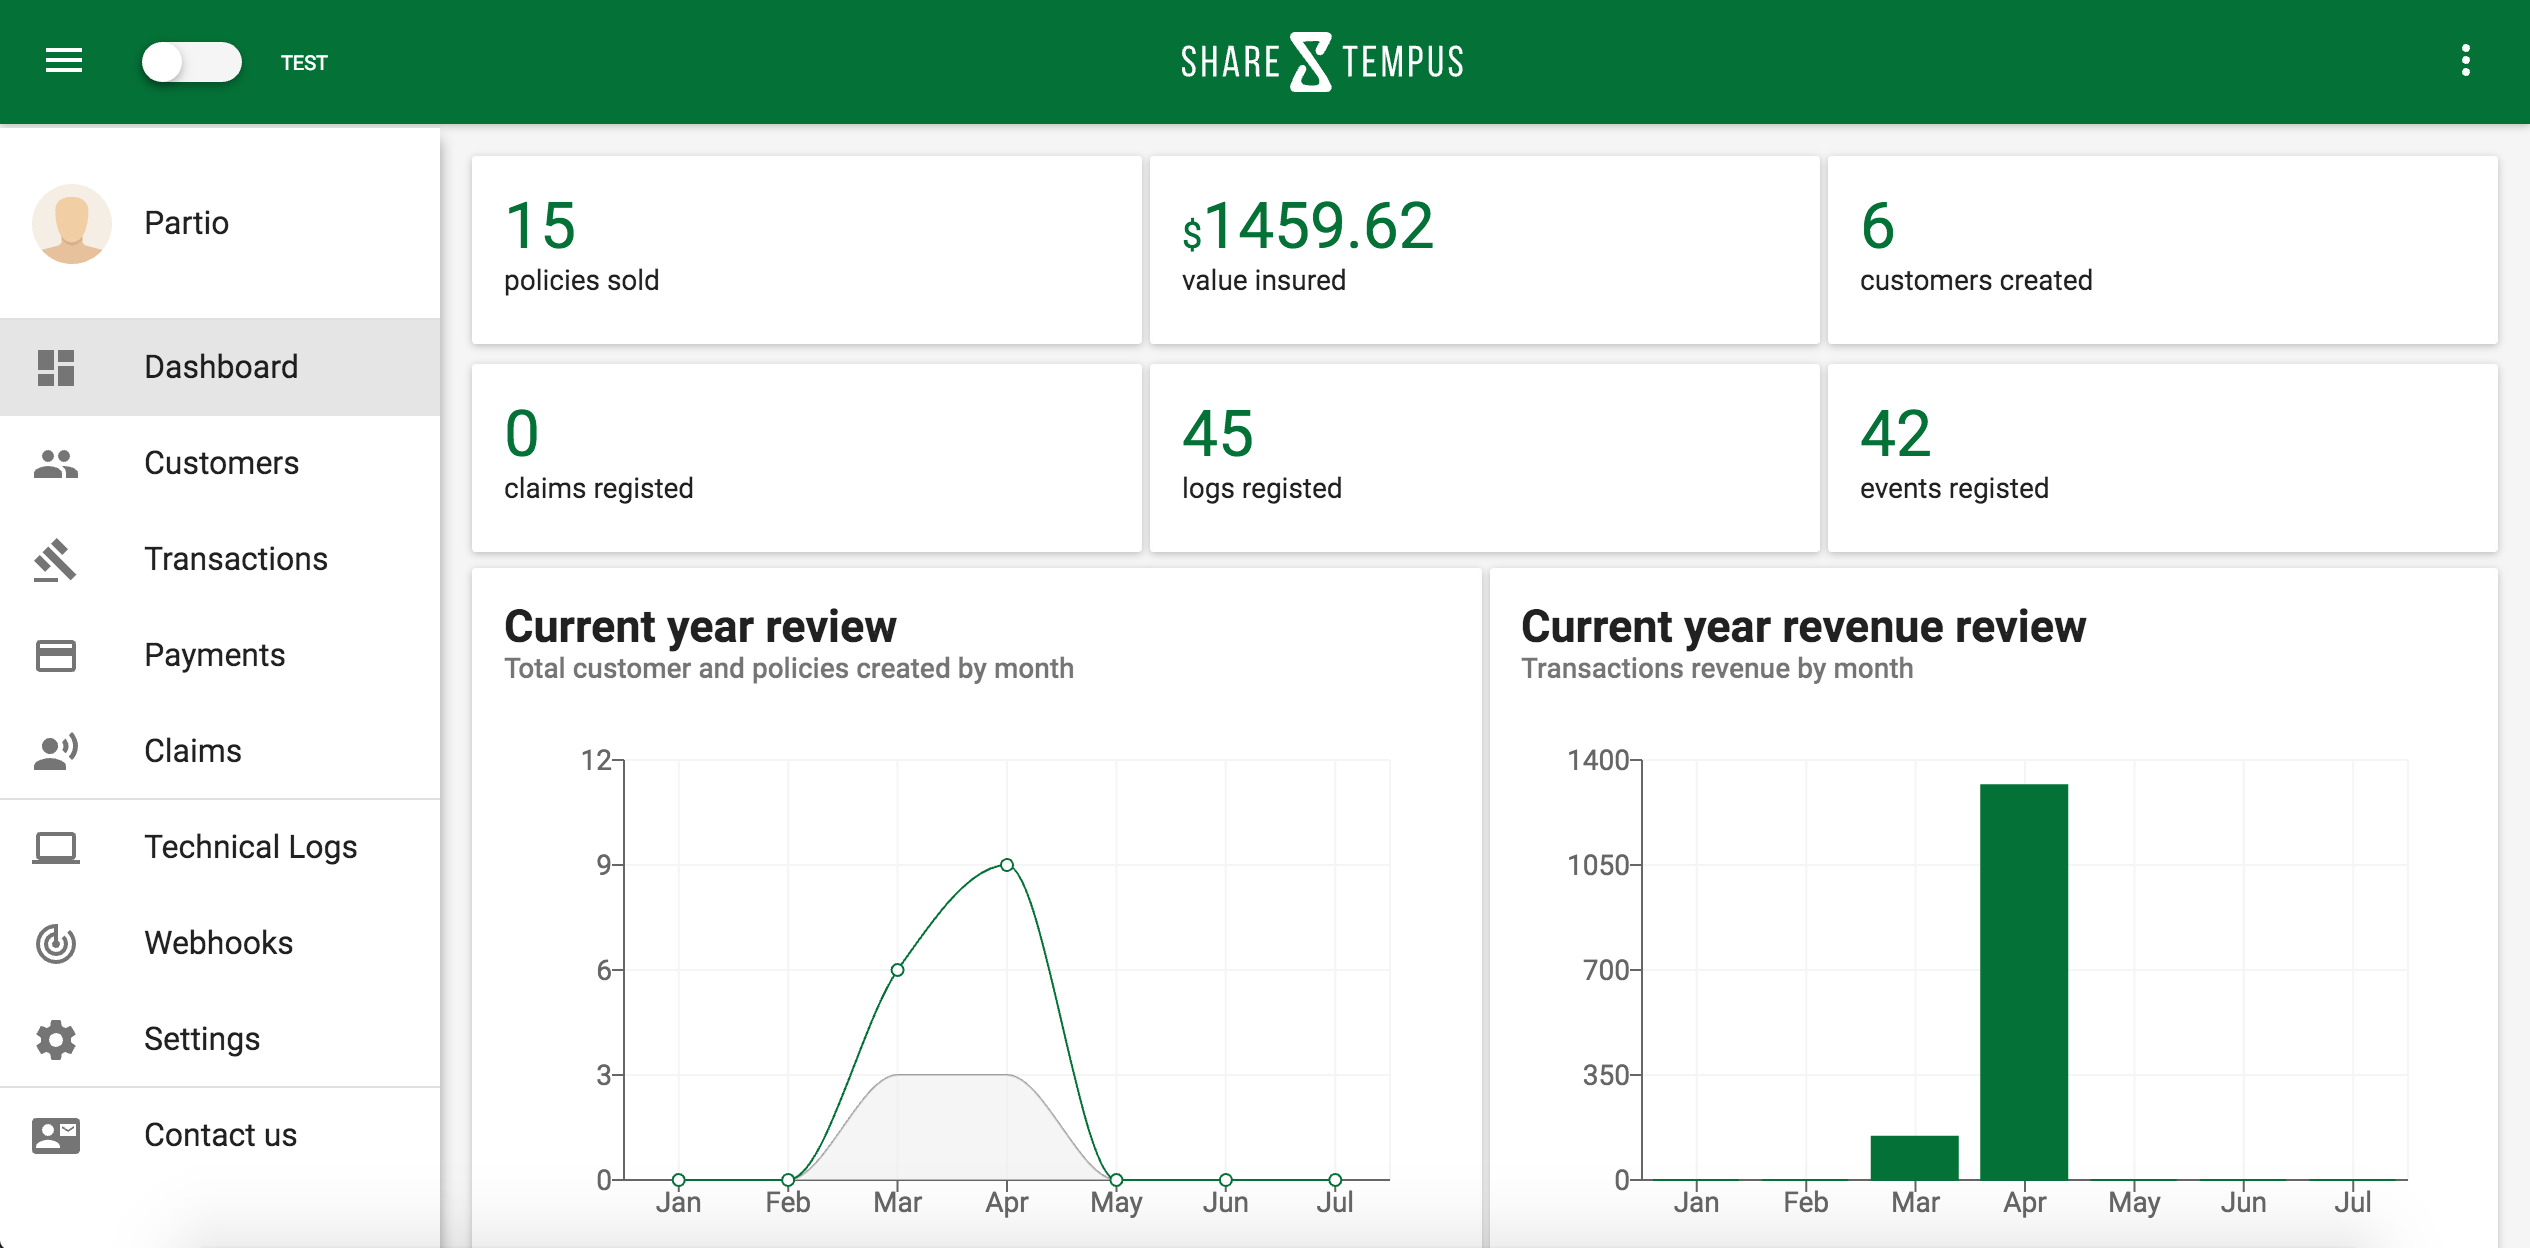 TEST
SHARE TEMPUS
Partio
Dashboard
Customers
Transactions
Payments
Claims
Technical Logs
Webhooks
Settings
Contact us
15
policies sold
$1459.62
value insured
6
customers created
0
claims registed
45
logs registed
42
events registed
Current year review
Total customer and policies created by month
12
9
6
3
0
Jan Feb Mar Apr May Jun Jul
Current year revenue review
Transactions revenue by month
1400
1050
700
350
0
Jan Feb Mar Apr May Jun Jul